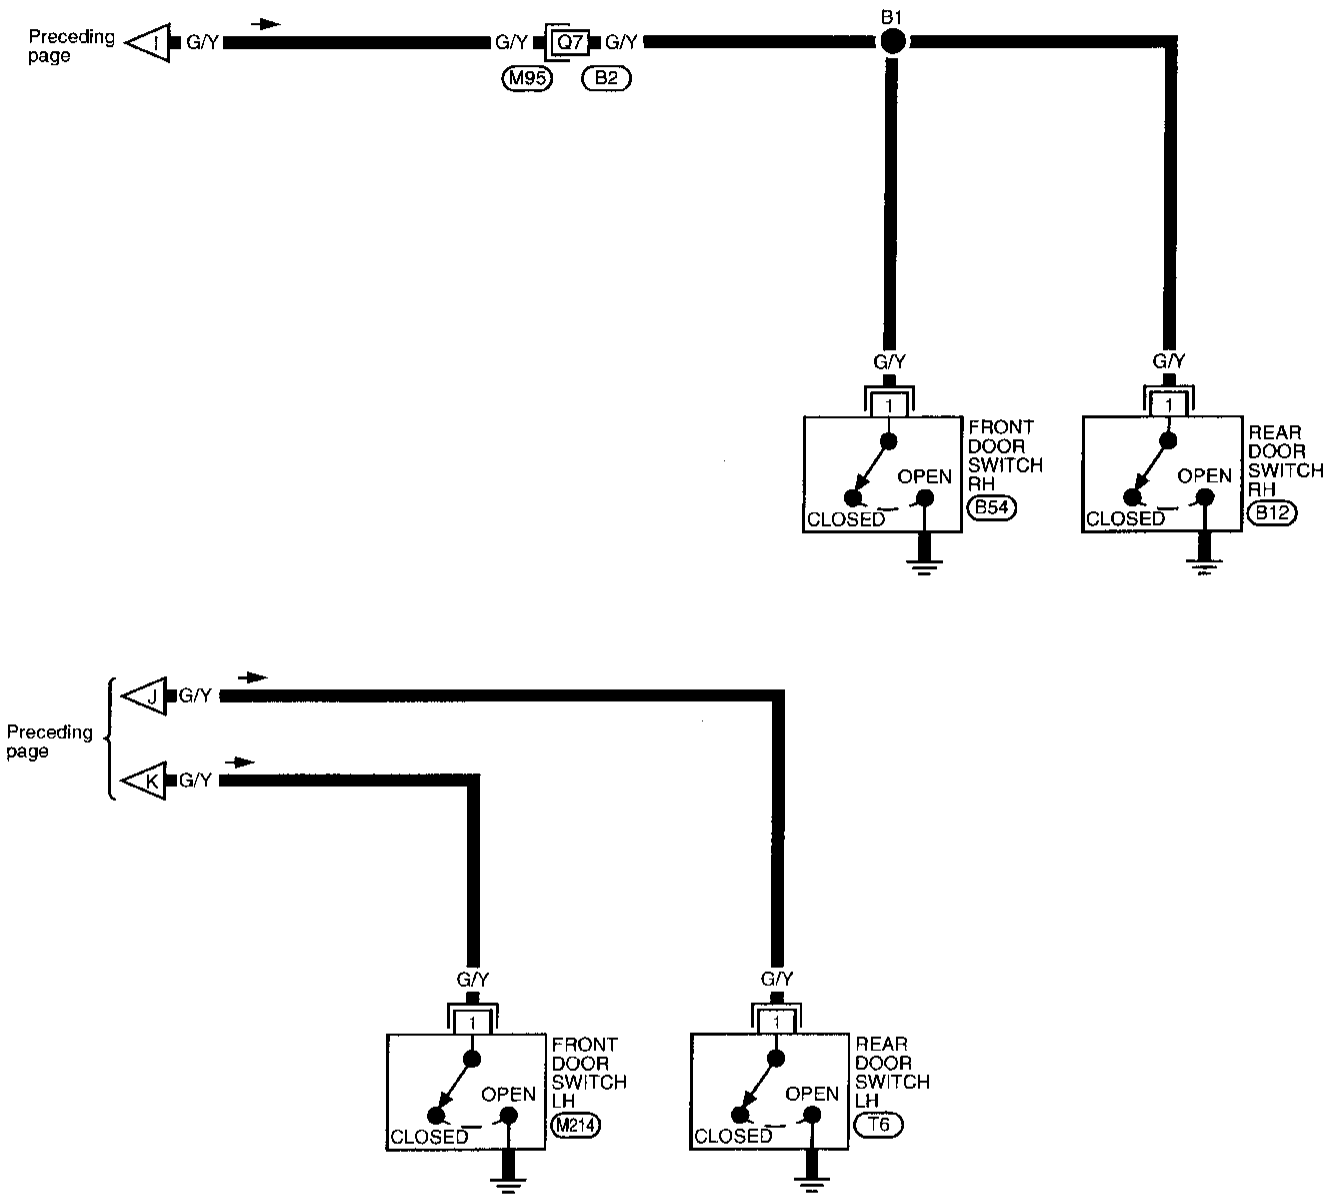 B1
Preceding
page
I
G/Y
G/Y
Q7
G/Y
M95
B2
G/Y
G/Y
1
1
FRONT
DOOR
SWITCH
RH
B54
OPEN
CLOSED
REAR
DOOR
SWITCH
RH
B12
OPEN
CLOSED
Preceding
page
J
G/Y
K
G/Y
G/Y
G/Y
1
1
FRONT
DOOR
SWITCH
LH
M214
OPEN
CLOSED
REAR
DOOR
SWITCH
LH
T6
OPEN
CLOSED